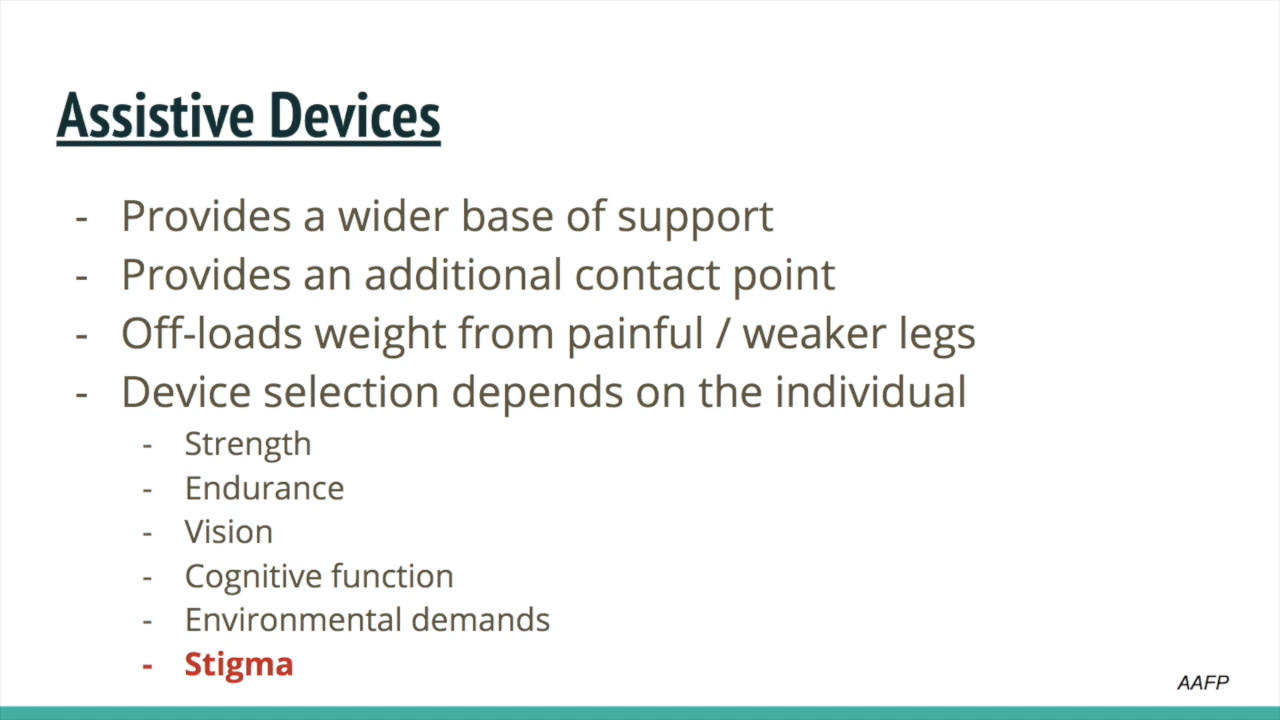 Assistive Devices
- Provides a wider base of support
- Provides an additional contact point
- Off-loads weight from painful / weaker legs
- Device selection depends on the individual
- Strength
- Endurance
- Vision
- Cognitive function
- Environmental demands
- Stigma
AAFP